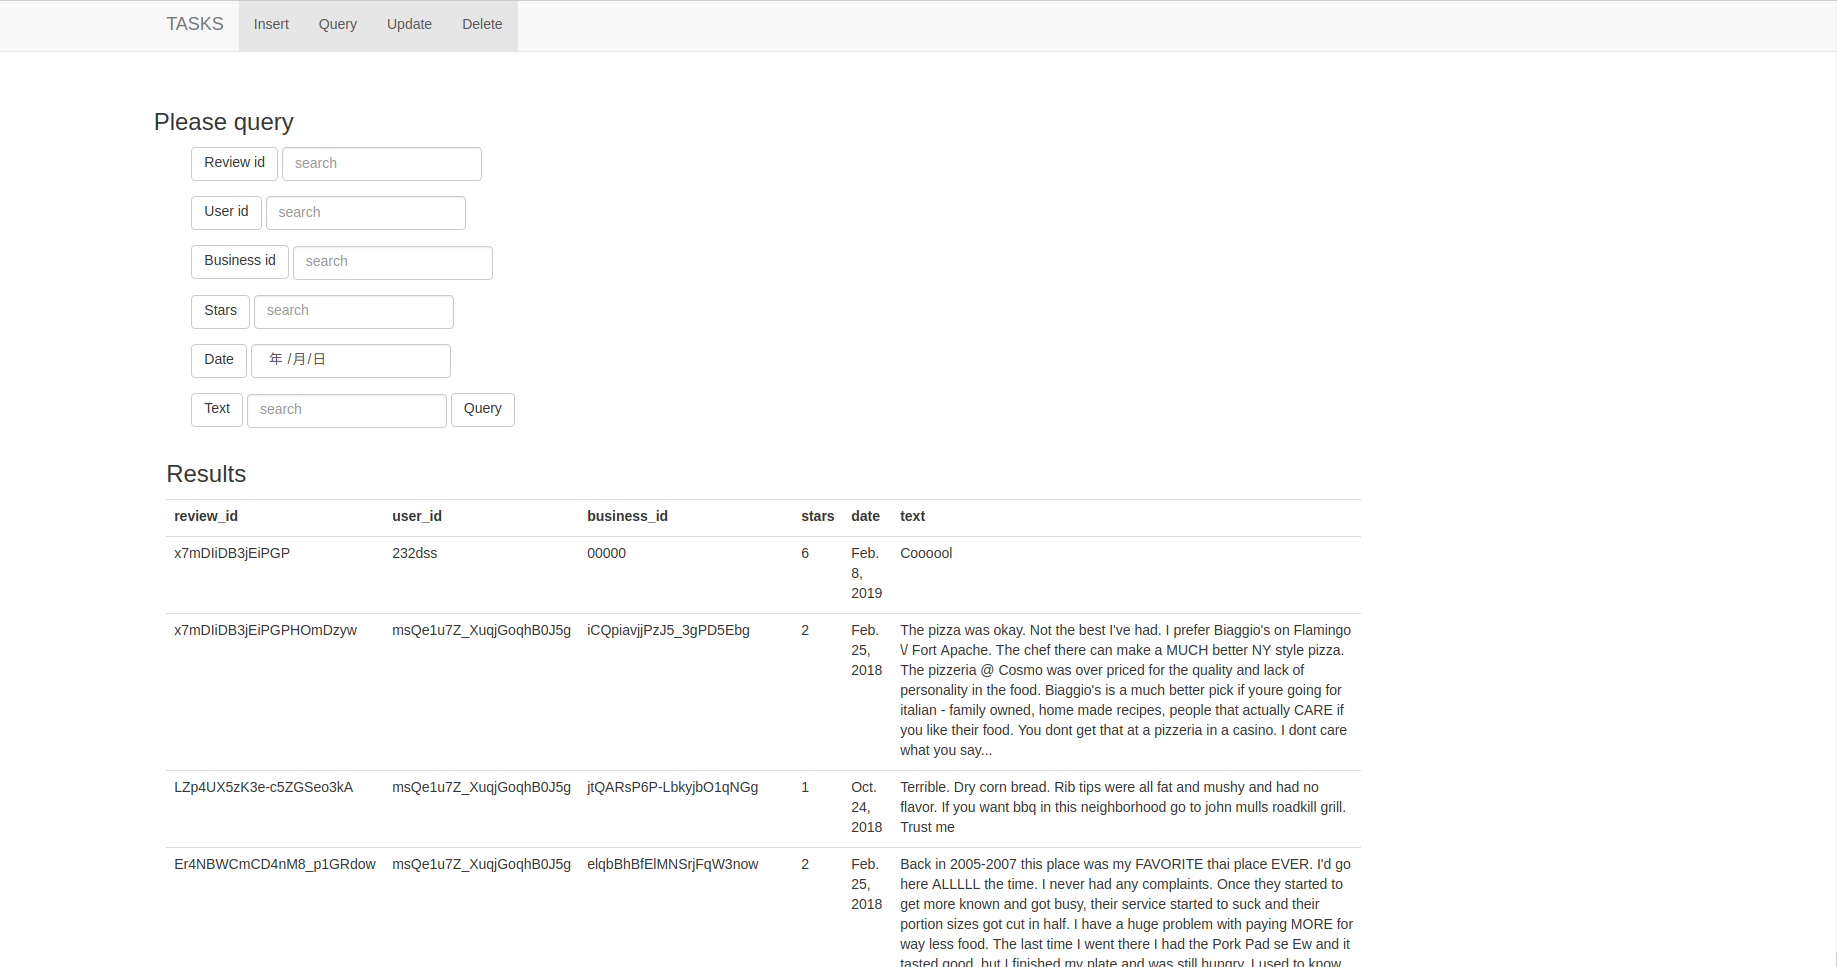 TASKS Insert Query Update Delete
Please query
Review id search
User id search
Business id search
Stars search
Date 年 /月/日
Text search Query
Results
review_id user_id business_id stars date text
x7mDIiDB3jEiPGP 232dss 00000 6 Feb. Coooool
8,
2019
x7mDIiDB3jEiPGPHOmDzyw msQe1u7Z_XuqjGoqhB0J5g iCQpiavjjPzJ5_3gPD5Ebg 2 Feb. The pizza was okay. Not the best I've had. I prefer Biaggio's on Flamingo
25, \/ Fort Apache. The chef there can make a MUCH better NY style pizza.
2018 The pizzeria @ Cosmo was over priced for the quality and lack of
personality in the food. Biaggio's is a much better pick if youre going for
italian - family owned, home made recipes, people that actually CARE if
you like their food. You dont get that at a pizzeria in a casino. I dont care
what you say...
LZp4UX5zK3e-c5ZGSeo3kA msQe1u7Z_XuqjGoqhB0J5g jtQARsP6P-LbkyjbO1qNGg 1 Oct. Terrible. Dry corn bread. Rib tips were all fat and mushy and had no
24, flavor. If you want bbq in this neighborhood go to john mulls roadkill grill.
2018 Trust me
Er4NBWCmCD4nM8_p1GRdow msQe1u7Z_XuqjGoqhB0J5g elqbBhBfElMNSrjFqW3now 2 Feb. Back in 2005-2007 this place was my FAVORITE thai place EVER. I'd go
25, here ALLLLL the time. I never had any complaints. Once they started to
2018 get more known and got busy, their service started to suck and their
portion sizes got cut in half. I have a huge problem with paying MORE for
way less food. The last time I went there I had the Pork Pad se Ew and it
tasted good, but I finished my plate and was still hungry. I used to know